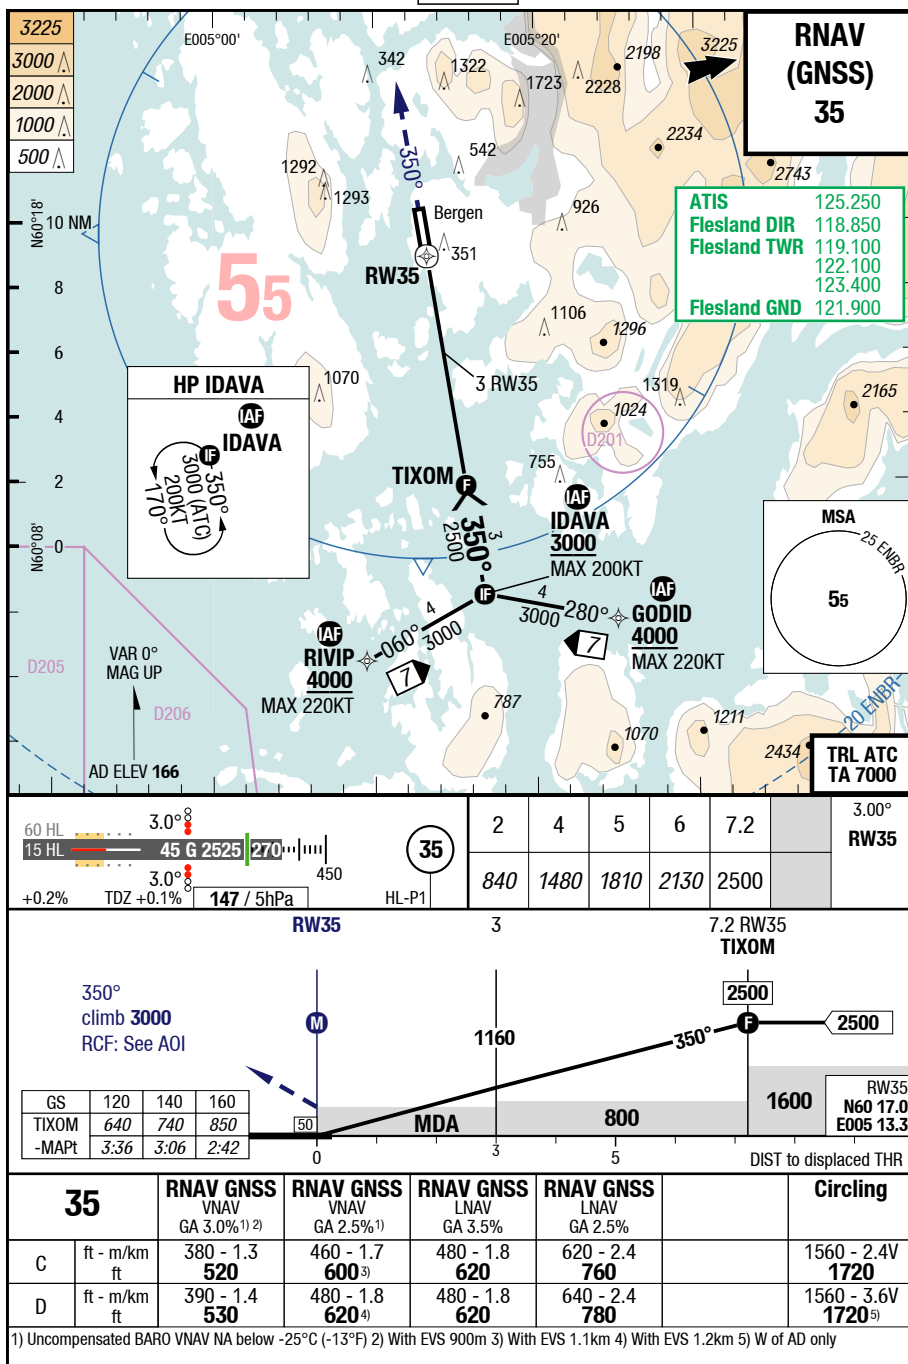 3225
3000
2000
1000
500
E005°00'
E005°20'
RNAV
(GNSS)
35
342
1322
1723
2198
2228
3225
2234
2743
542
1292
1293
926
350°
Bergen
351
RW35
N60°18'
10 NM
8
6
4
2
0
N60°08'
55
ATIS 125.250
Flesland DIR 118.850
Flesland TWR 119.100
122.100
123.400
Flesland GND 121.900
1106
1296
3 RW35
1070
1319
1024
D201
2165
HP IDAVA
IAF
IDAVA
IF
350°
3000 (ATC)
200KT
170°
TIXOM
F
755
IAF
IDAVA
3000
MAX 200KT
3
350°
2500
IF
4
280°
3000
IAF
GODID
4000
MAX 220KT
7
4
060°
3000
IAF
RIVIP
4000
MAX 220KT
7
MSA
25 ENBR
55
D205
VAR 0°
MAG UP
D206
AD ELEV 166
787
1070
1211
2434
20 ENBR
TRL ATC
TA 7000
60 HL
15 HL
3.0°
45 G 2525 270
450
3.0°
+0.2%
TDZ +0.1%
147 / 5hPa
HL-P1
35
2 4 5 6 7.2
840 1480 1810 2130 2500
3.00°
RW35
RW35
3
7.2 RW35
TIXOM
350°
climb 3000
RCF: See AOI
M
1160
350°
2500
F
2500
GS 120 140 160
TIXOM 640 740 850
-MAPt 3:36 3:06 2:42
50
MDA
800
1600
RW35
N60 17.0
E005 13.3
0
3
5
DIST to displaced THR
35
RNAV GNSS
VNAV
GA 3.0%1) 2)
RNAV GNSS
VNAV
GA 2.5%1)
RNAV GNSS
LNAV
GA 3.5%
RNAV GNSS
LNAV
GA 2.5%
Circling
C ft - m/km 380 - 1.3 460 - 1.7 480 - 1.8 620 - 2.4 1560 - 2.4V
ft 520 600 3) 620 760 1720
D ft - m/km 390 - 1.4 480 - 1.8 480 - 1.8 640 - 2.4 1560 - 3.6V
ft 530 620 4) 620 780 1720 5)
1) Uncompensated BARO VNAV NA below -25°C (-13°F) 2) With EVS 900m 3) With EVS 1.1km 4) With EVS 1.2km 5) W of AD only